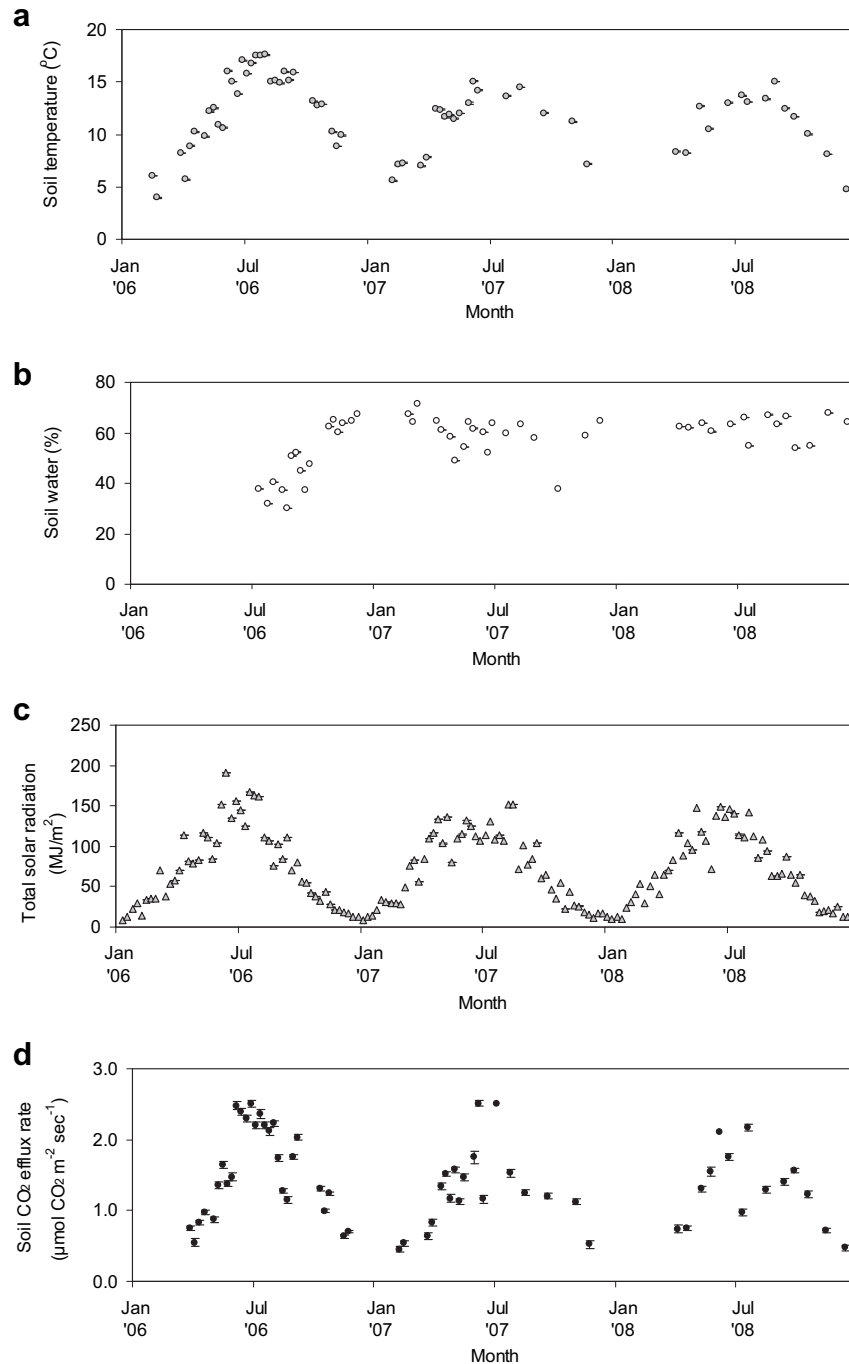 a
20
15
10
5
0
Soil temperature (⁰C)
Jan Jul Jan Jul Jan Jul
'06 '06 '07 '07 '08 '08
Month
b
80
60
40
20
0
Soil water (%)
Jan Jul Jan Jul Jan Jul
'06 '06 '07 '07 '08 '08
Month
c
250
200
150
100
50
0
Total solar radiation
(MJ/m²)
Jan Jul Jan Jul Jan Jul
'06 '06 '07 '07 '08 '08
Month
d
3.0
2.0
1.0
0.0
Soil CO₂ efflux rate
(µmol CO₂ m⁻² sec⁻¹)
Jan Jul Jan Jul Jan Jul
'06 '06 '07 '07 '08 '08
Month